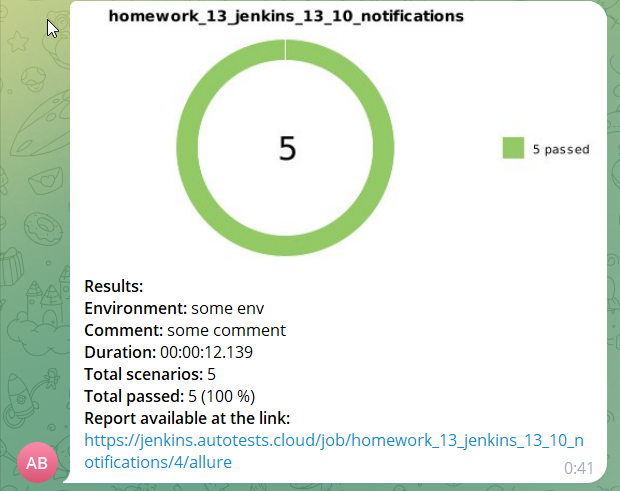 homework_13_jenkins_13_10_notifications
5
5 passed
Results:
Environment: some env
Comment: some comment
Duration: 00:00:12.139
Total scenarios: 5
Total passed: 5 (100 %)
Report available at the link:
https://jenkins.autotests.cloud/job/homework_13_jenkins_13_10_n
otifications/4/allure
AB
0:41